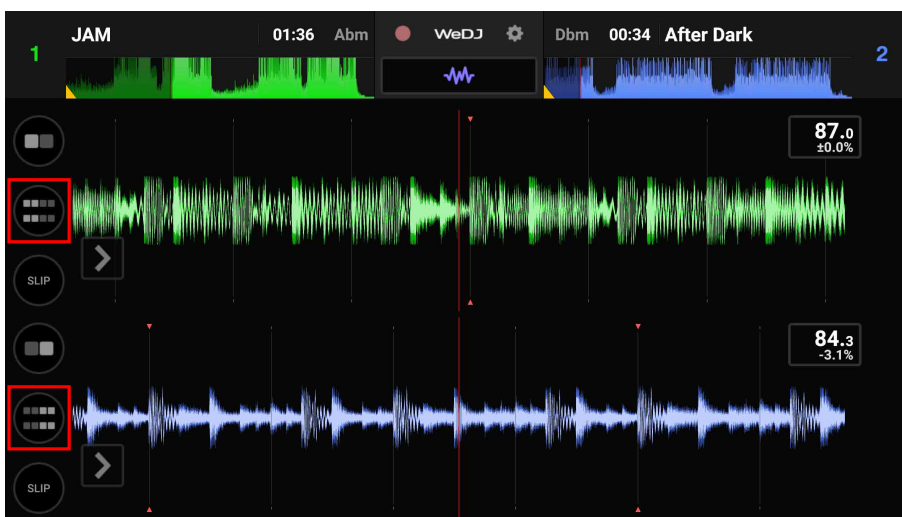 1
JAM
01:36 Abm
WeDJ
Dbm 00:34 After Dark
2
87.0
±0.0%
SLIP
84.3
-3.1%
SLIP